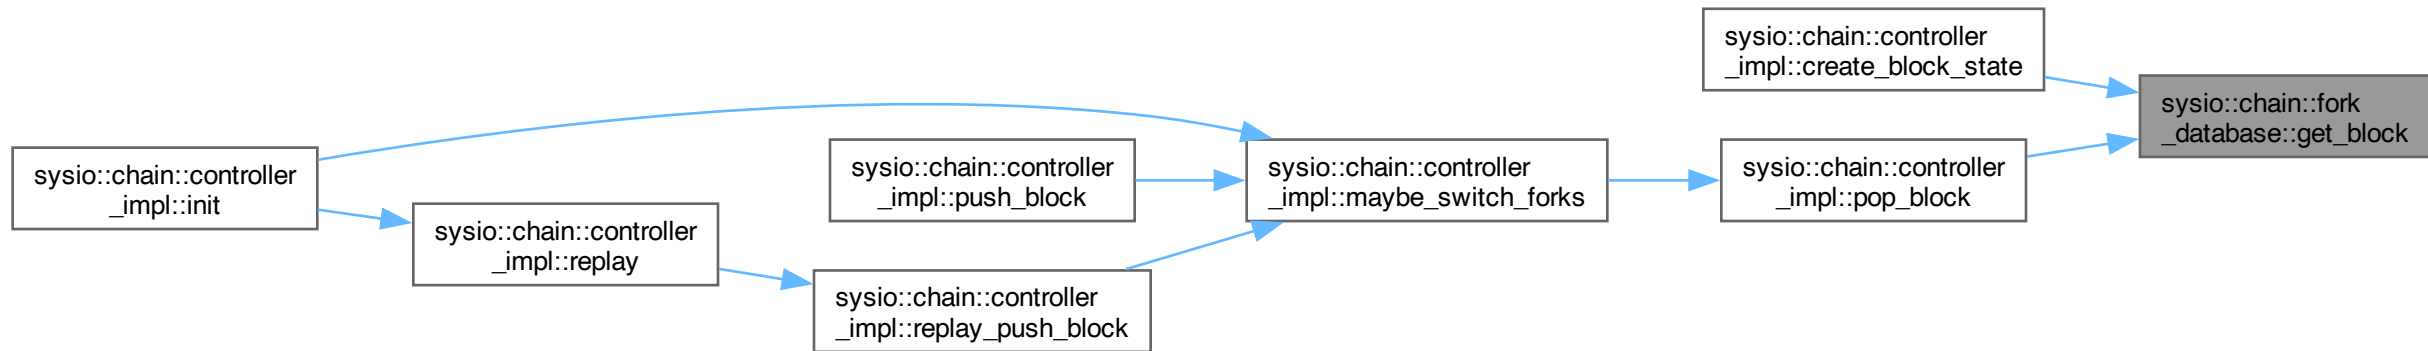 sysio::chain::controller
_impl::init
sysio::chain::controller
_impl::replay
sysio::chain::controller
_impl::push_block
sysio::chain::controller
_impl::replay_push_block
sysio::chain::controller
_impl::maybe_switch_forks
sysio::chain::controller
_impl::create_block_state
sysio::chain::controller
_impl::pop_block
sysio::chain::fork
_database::get_block